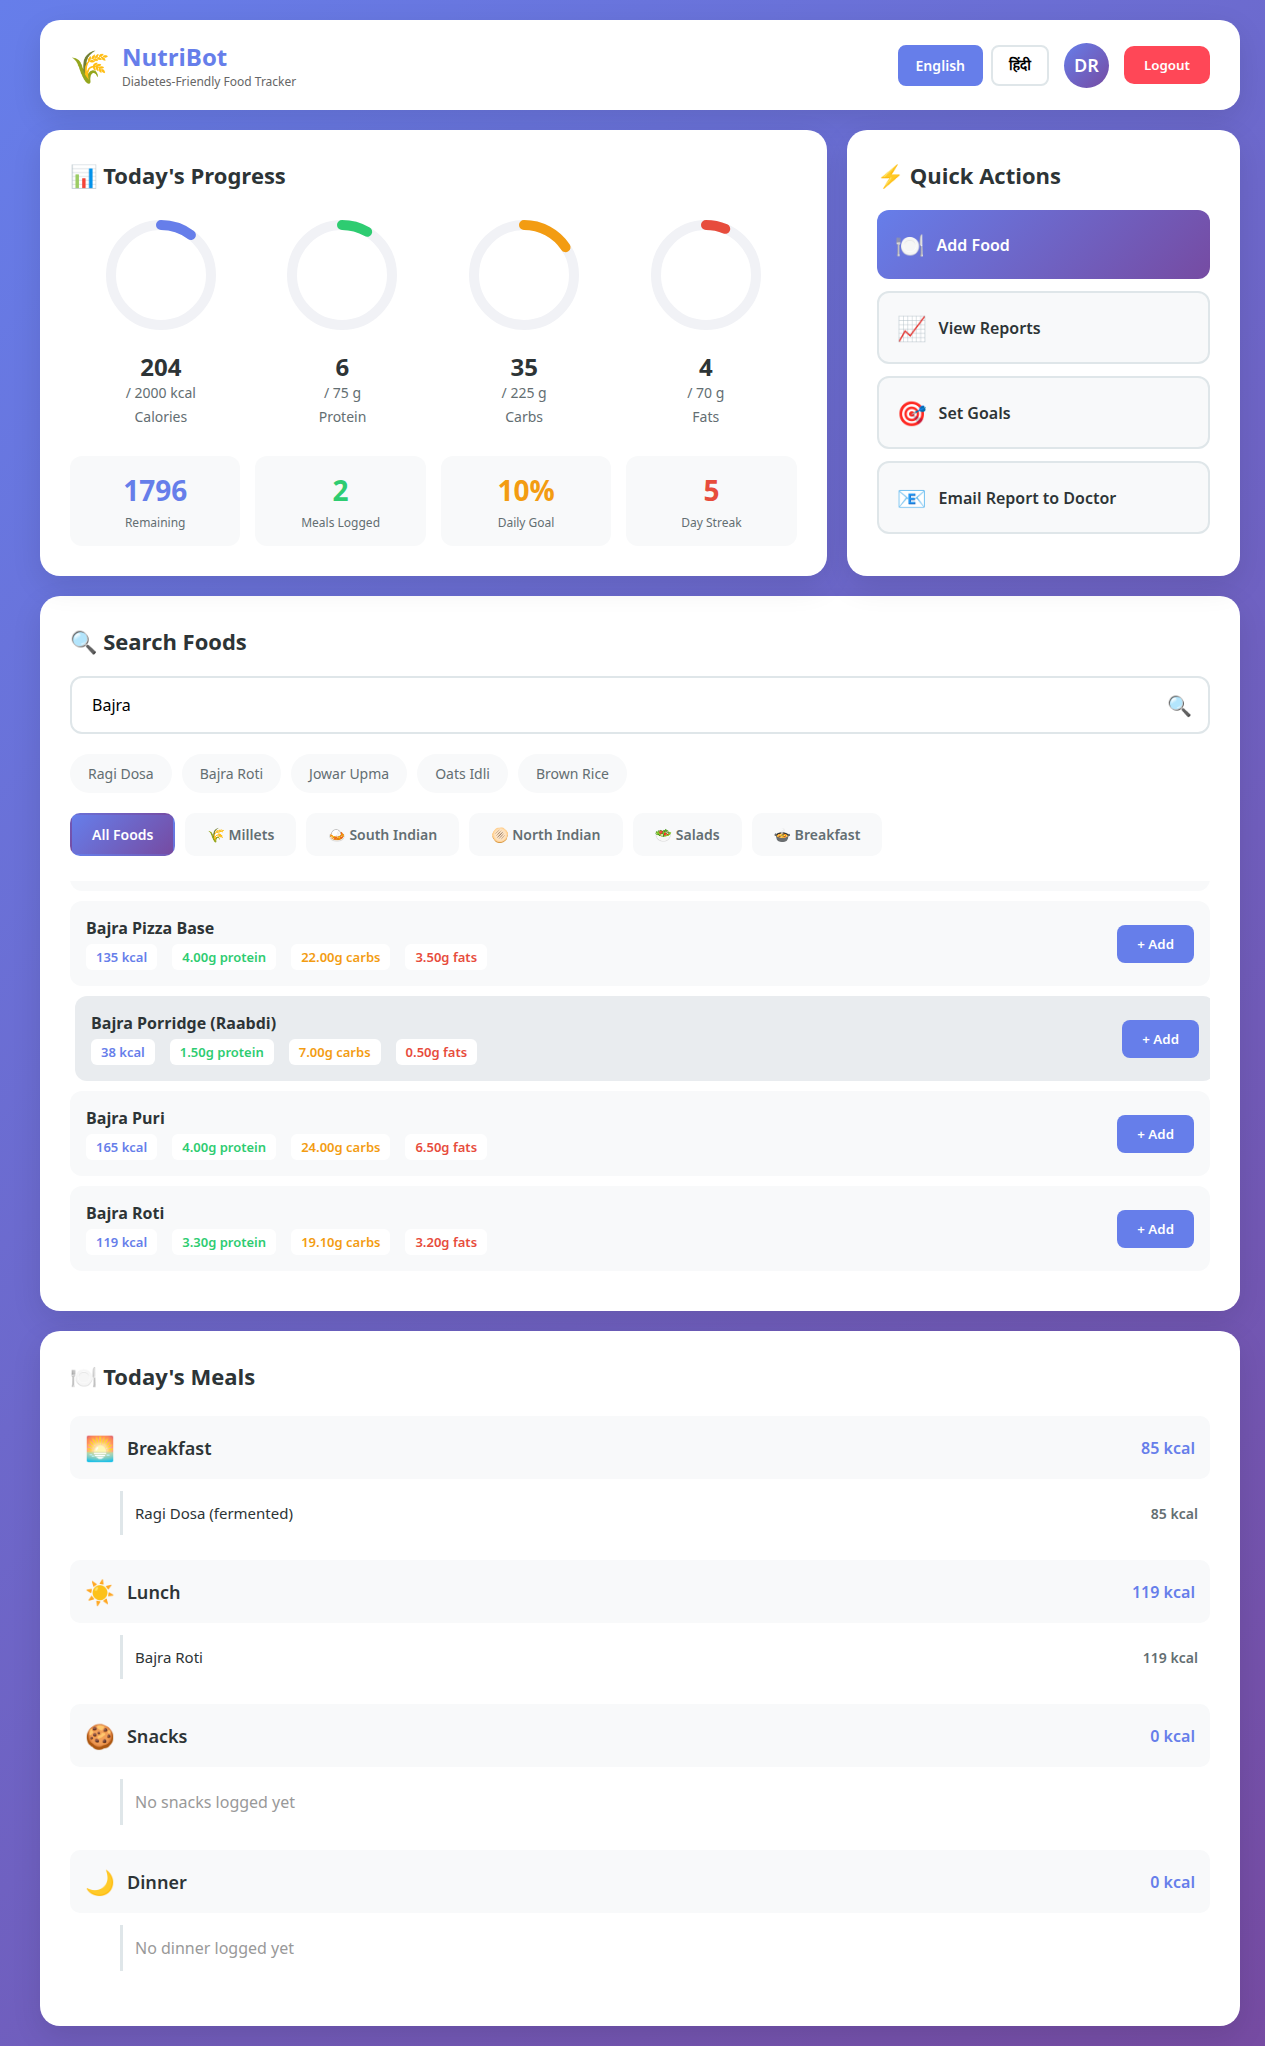 NutriBot
Diabetes-Friendly Food Tracker
English
हिंदी
DR
Logout
Today's Progress
204
/ 2000 kcal
Calories
6
/ 75 g
Protein
35
/ 225 g
Carbs
4
/ 70 g
Fats
1796
Remaining
2
Meals Logged
10%
Daily Goal
5
Day Streak
Quick Actions
Add Food
View Reports
Set Goals
Email Report to Doctor
Search Foods
Bajra
Ragi Dosa
Bajra Roti
Jowar Upma
Oats Idli
Brown Rice
All Foods
Millets
South Indian
North Indian
Salads
Breakfast
Bajra Pizza Base
135 kcal 4.00g protein 22.00g carbs 3.50g fats
+ Add
Bajra Porridge (Raabdi)
38 kcal 1.50g protein 7.00g carbs 0.50g fats
+ Add
Bajra Puri
165 kcal 4.00g protein 24.00g carbs 6.50g fats
+ Add
Bajra Roti
119 kcal 3.30g protein 19.10g carbs 3.20g fats
+ Add
Today's Meals
Breakfast 85 kcal
Ragi Dosa (fermented) 85 kcal
Lunch 119 kcal
Bajra Roti 119 kcal
Snacks 0 kcal
No snacks logged yet
Dinner 0 kcal
No dinner logged yet